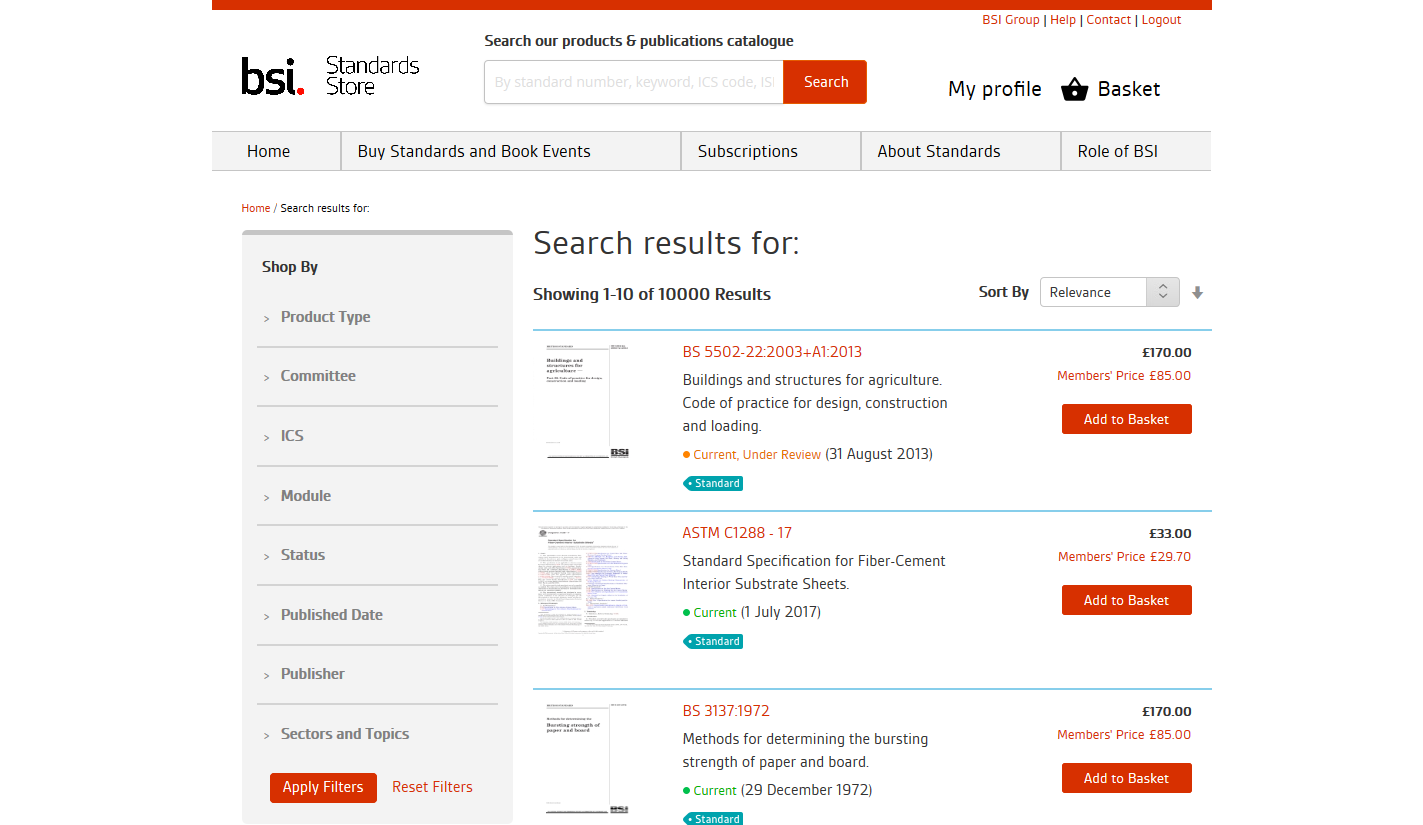 BSI Group | Help | Contact | Logout
Search our products & publications catalogue
bsi.
Standards
Store
By standard number, keyword, ICS code, ISI
Search
My profile
Basket
Home
Buy Standards and Book Events
Subscriptions
About Standards
Role of BSI
Home / Search results for:
Shop By
Product Type
Committee
ICS
Module
Status
Published Date
Publisher
Sectors and Topics
Apply Filters
Reset Filters
Search results for:
Showing 1-10 of 10000 Results
Sort By
Relevance
Buildings and
structures for
agriculture —
BSi
BS 5502-22:2003+A1:2013
Buildings and structures for agriculture.
Code of practice for design, construction
and loading.
Current, Under Review (31 August 2013)
Standard
£170.00
Members' Price £85.00
Add to Basket
ASTM C1288 - 17
Standard Specification for Fiber-Cement
Interior Substrate Sheets.
Current (1 July 2017)
Standard
£33.00
Members' Price £29.70
Add to Basket
Bursting strength of
paper and board
BSi
BS 3137:1972
Methods for determining the bursting
strength of paper and board.
Current (29 December 1972)
Standard
£170.00
Members' Price £85.00
Add to Basket